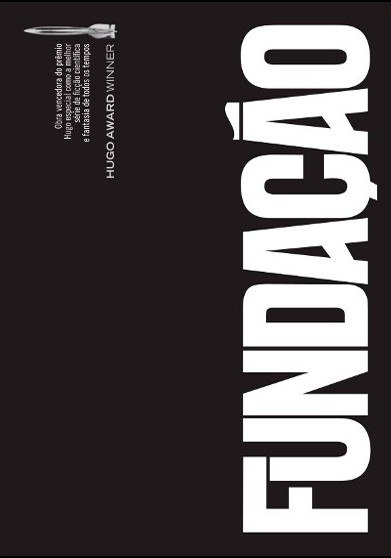 Obra vencedora do prêmio
Hugo especial como a melhor
série de ficção científica
e fantasia de todos os tempos
HUGO AWARD WINNER
FUNDAÇÃO